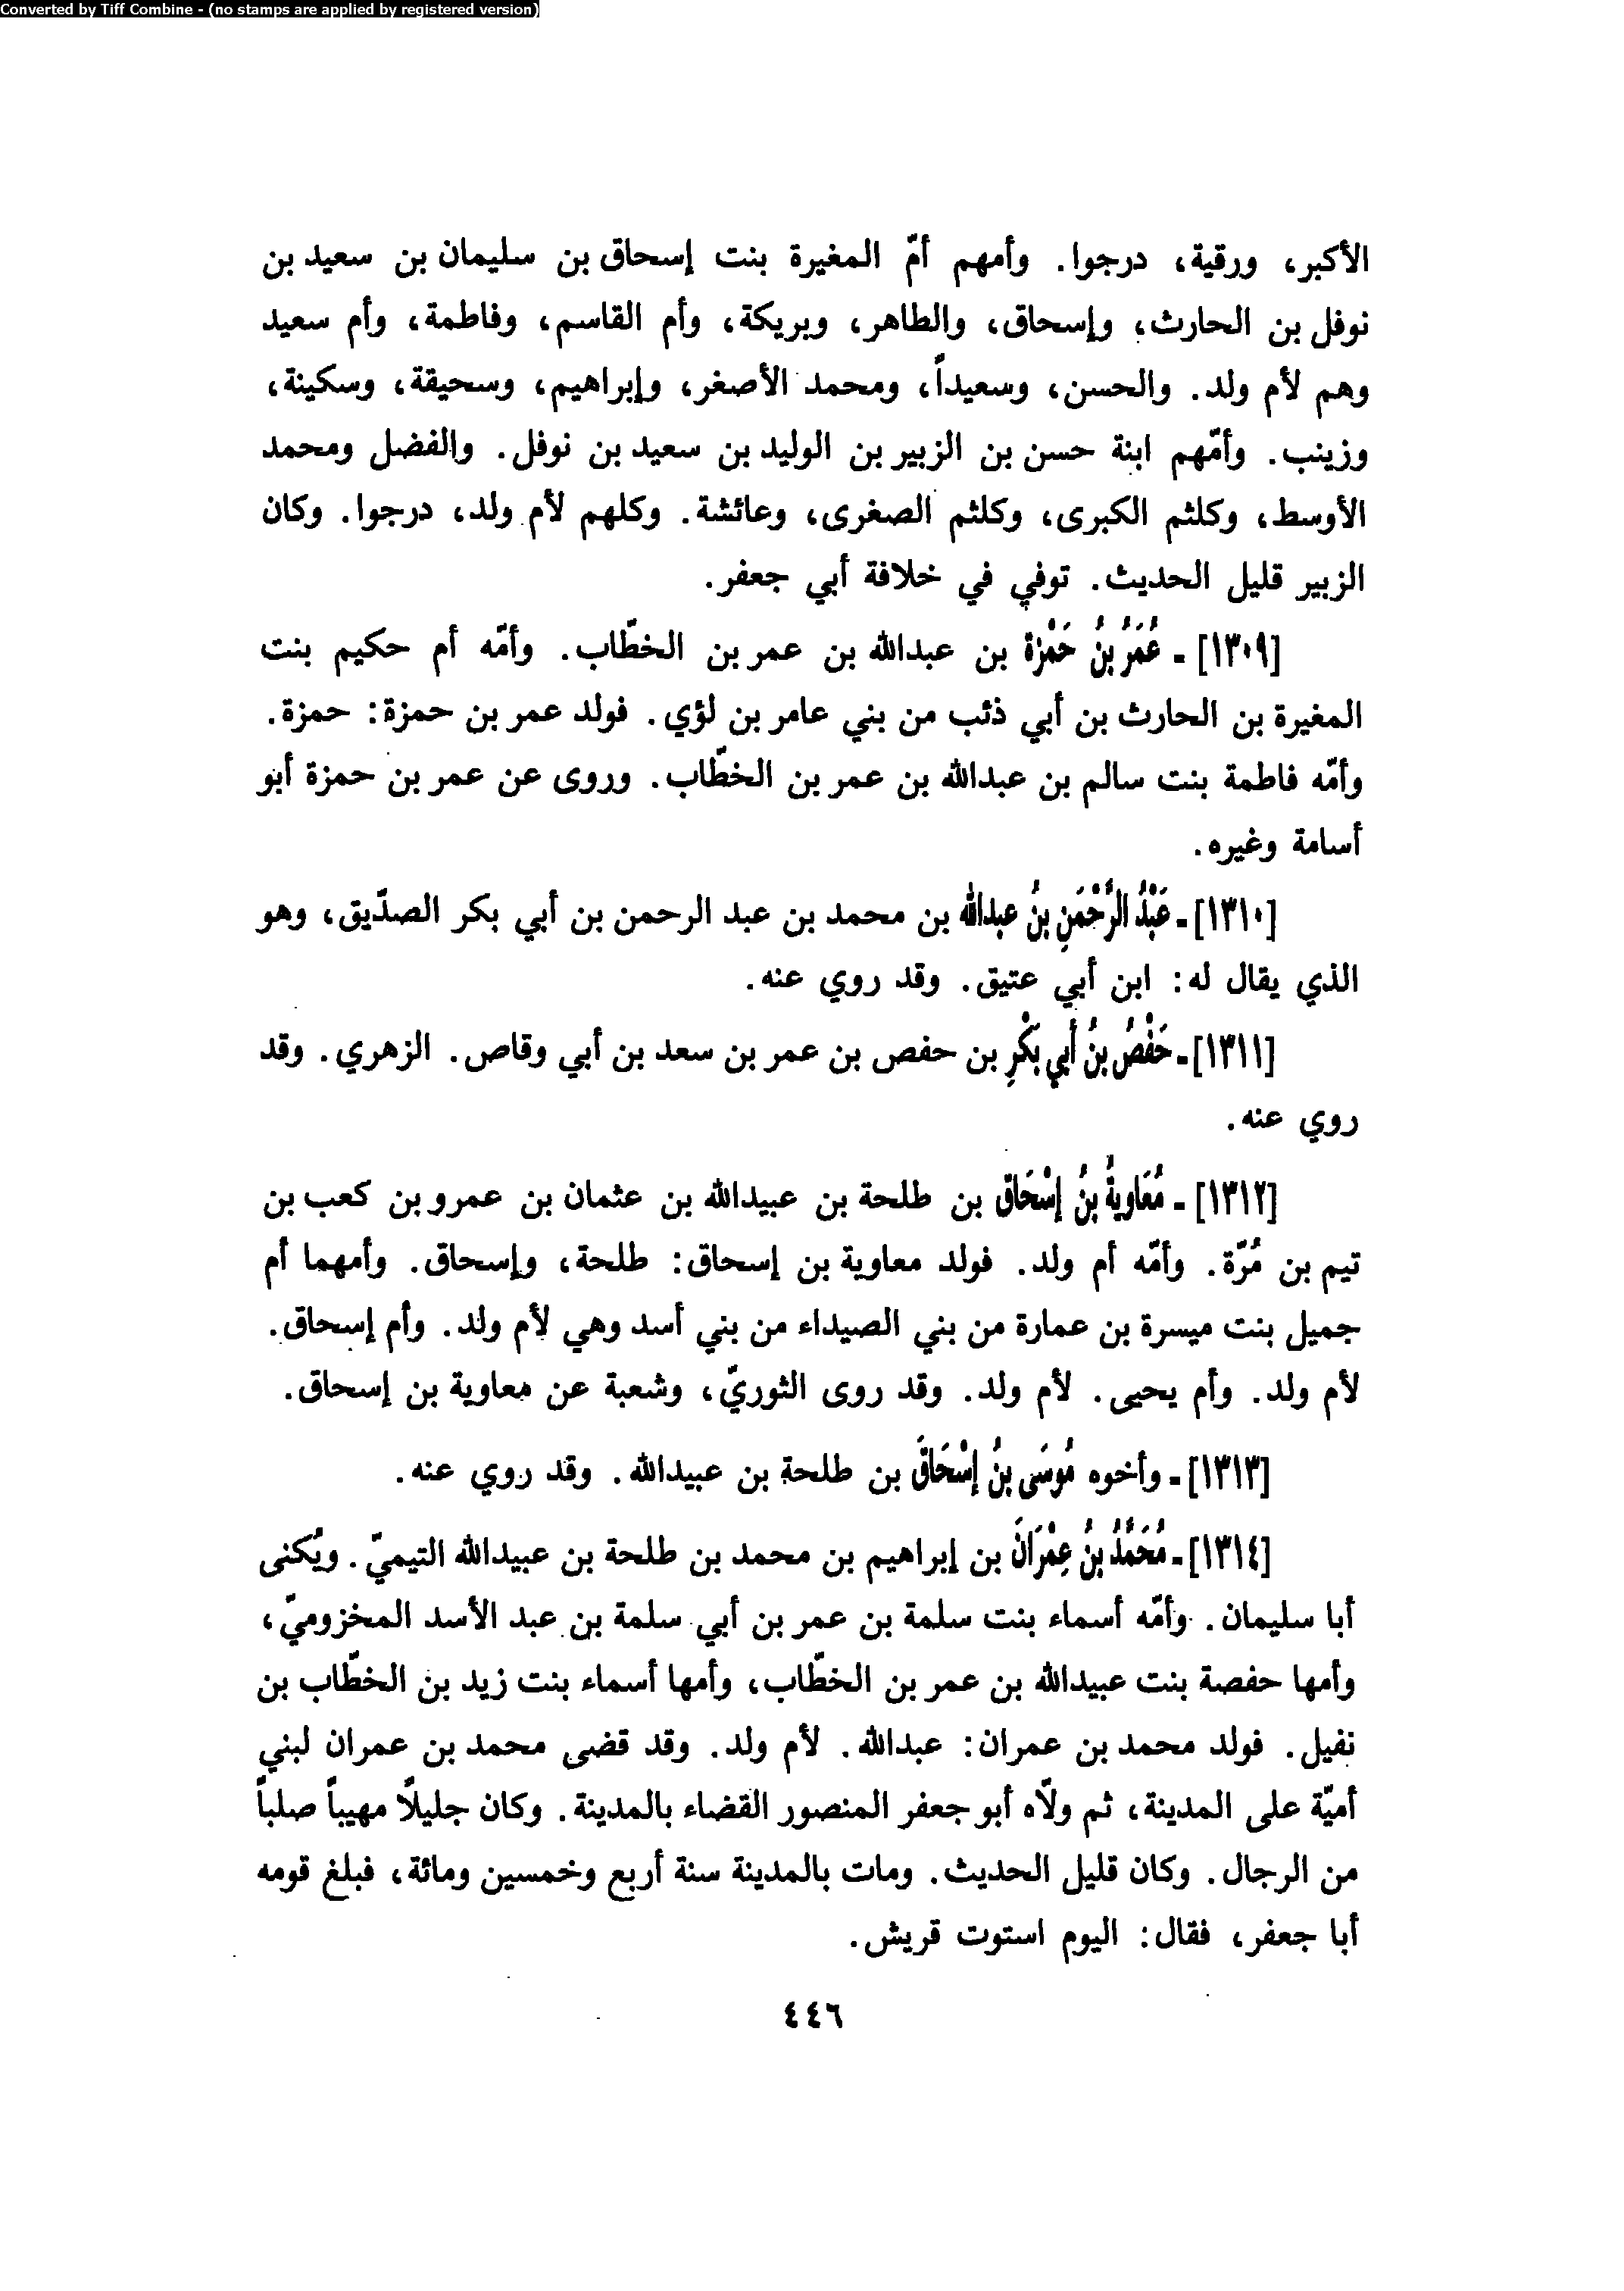 Converted by Tiff Combine - (no stamps are applied by registered version)
الأكبر، ورقية، درجوا. وأمهم أمّ المغيرة بنت إسحاق بن سليمان بن سعيد بن
نوفل بن الحارث، وإسحاق، والطاهر، وبريكة، وأم القاسم، وفاطمة، وأم سعيد
وهم لأم ولد. والحسن، وسعيداً، ومحمد الأصغر، وإبراهيم، وسحيقة، وسكينة،
وزينب. وأمّهم ابنة حسن بن الزبير بن الوليد بن سعيد بن نوفل. والفضل ومحمد
الأوسط، وكلثم الكبرى، وكلثم الصغرى، وعائشة. وكلهم لأم ولد، درجوا. وكان
الزبير قليل الحديث. توفي في خلافة أبي جعفر.
[١٣٠٩] - عُمَرُ بنُ حَمْزَة بن عبدالله بن عمر بن الخطّاب. وأمّه أم حكيم بنت
المغيرة بن الحارث بن أبي ذئب من بني عامر بن لؤي. فولد عمر بن حمزة: حمزة.
وأمّه فاطمة بنت سالم بن عبدالله بن عمر بن الخطّاب. وروى عن عمر بن حمزة أبو
أسامة وغيره.
[١٣١٠] - عَبْدُ الرَّحْمَنِ بنُ عبدالله بن محمد بن عبد الرحمن بن أبي بكر الصدّيق، وهو
الذي يقال له: ابن أبي عتيق. وقد روي عنه.
[١٣١١] - حَفْصُ بنُ أَبي بَكْرِ بن حفص بن عمر بن سعد بن أبي وقاص. الزهري. وقد
روي عنه.
[١٣١٢] - مُعَاوِيةُ بنُ إسْحَاق بن طلحة بن عبيدالله بن عثمان بن عمرو بن كعب بن
تيم بن مُرّة. وأمّه أم ولد. فولد معاوية بن إسحاق: طلحة، وإسحاق. وأمهما أم
جميل بنت ميسرة بن عمارة من بني الصيداء من بني أسد وهي لأم ولد. وأم إسحاق.
لأم ولد. وأم يحيى. لأم ولد. وقد روى الثوريّ، وشعبة عن معاوية بن إسحاق.
[١٣١٣] - وأخوه مُوسَى بنُ إسْحَاقَ بن طلحة بن عبيدالله. وقد روي عنه.
[١٣١٤] - مُحَمَّدُ بنُ عِمْرَانَ بن إبراهيم بن محمد بن طلحة بن عبيدالله التيميّ. ويُكنى
أبا سليمان. وأمّه أسماء بنت سلمة بن عمر بن أبي سلمة بن عبد الأسد المخزوميّ،
وأمها حفصة بنت عبيدالله بن عمر بن الخطّاب، وأمها أسماء بنت زيد بن الخطّاب بن
نفيل. فولد محمد بن عمران: عبدالله. لأم ولد. وقد قضى محمد بن عمران لبني
أميّة على المدينة، ثم ولّاه أبو جعفر المنصور القضاء بالمدينة. وكان جليلًا مهيباً صلباً
من الرجال. وكان قليل الحديث. ومات بالمدينة سنة أربع وخمسين ومائة، فبلغ قومه
أبا جعفر، فقال: اليوم استوت قريش.
٤٤٦